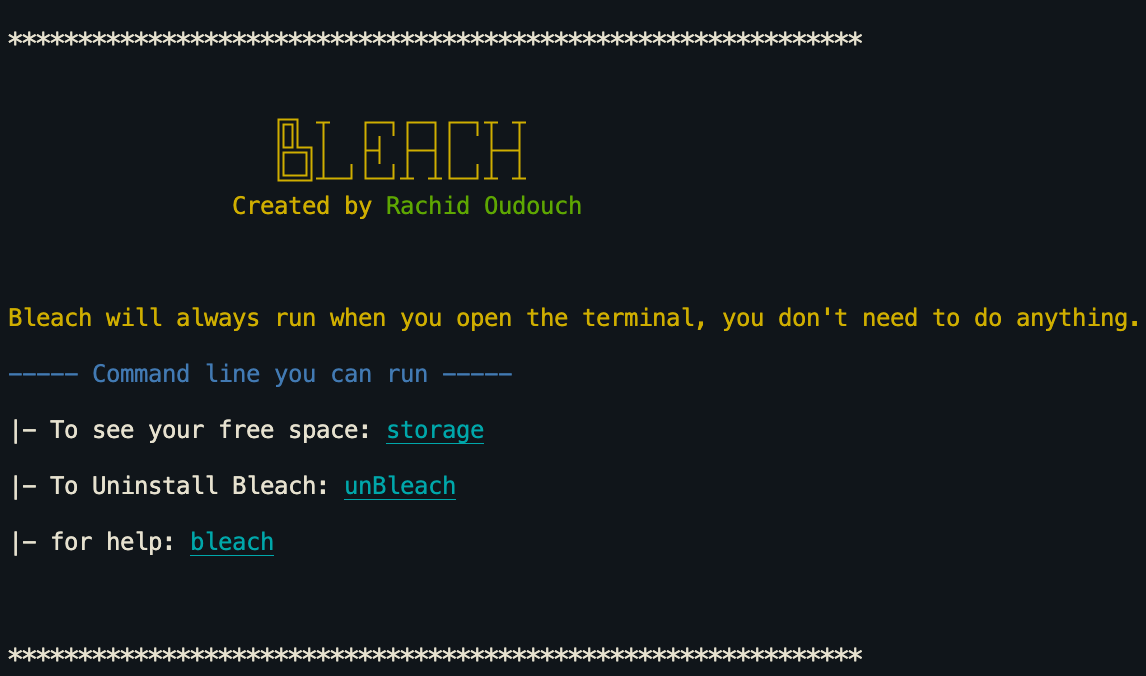 *************************************************************
BLEACH
Created by Rachid Oudouch
Bleach will always run when you open the terminal, you don't need to do anything.
----- Command line you can run -----
|- To see your free space: storage
|- To Uninstall Bleach: unBleach
|- for help: bleach
*************************************************************